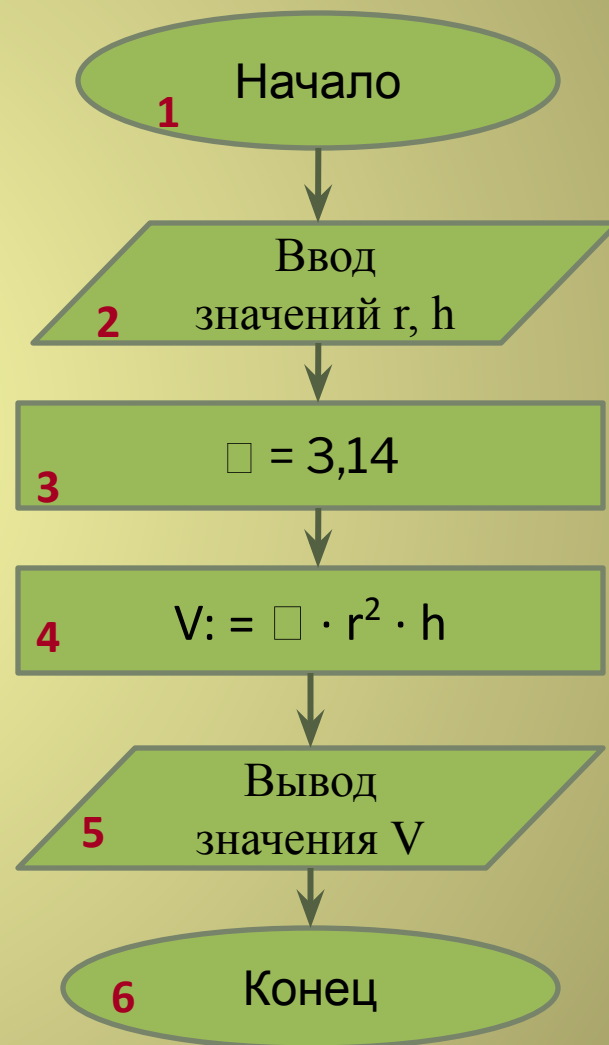 Начало
1
Ввод
значений r, h
2
□ = 3,14
3
V: = □ · r² · h
4
Вывод
значения V
5
Конец
6